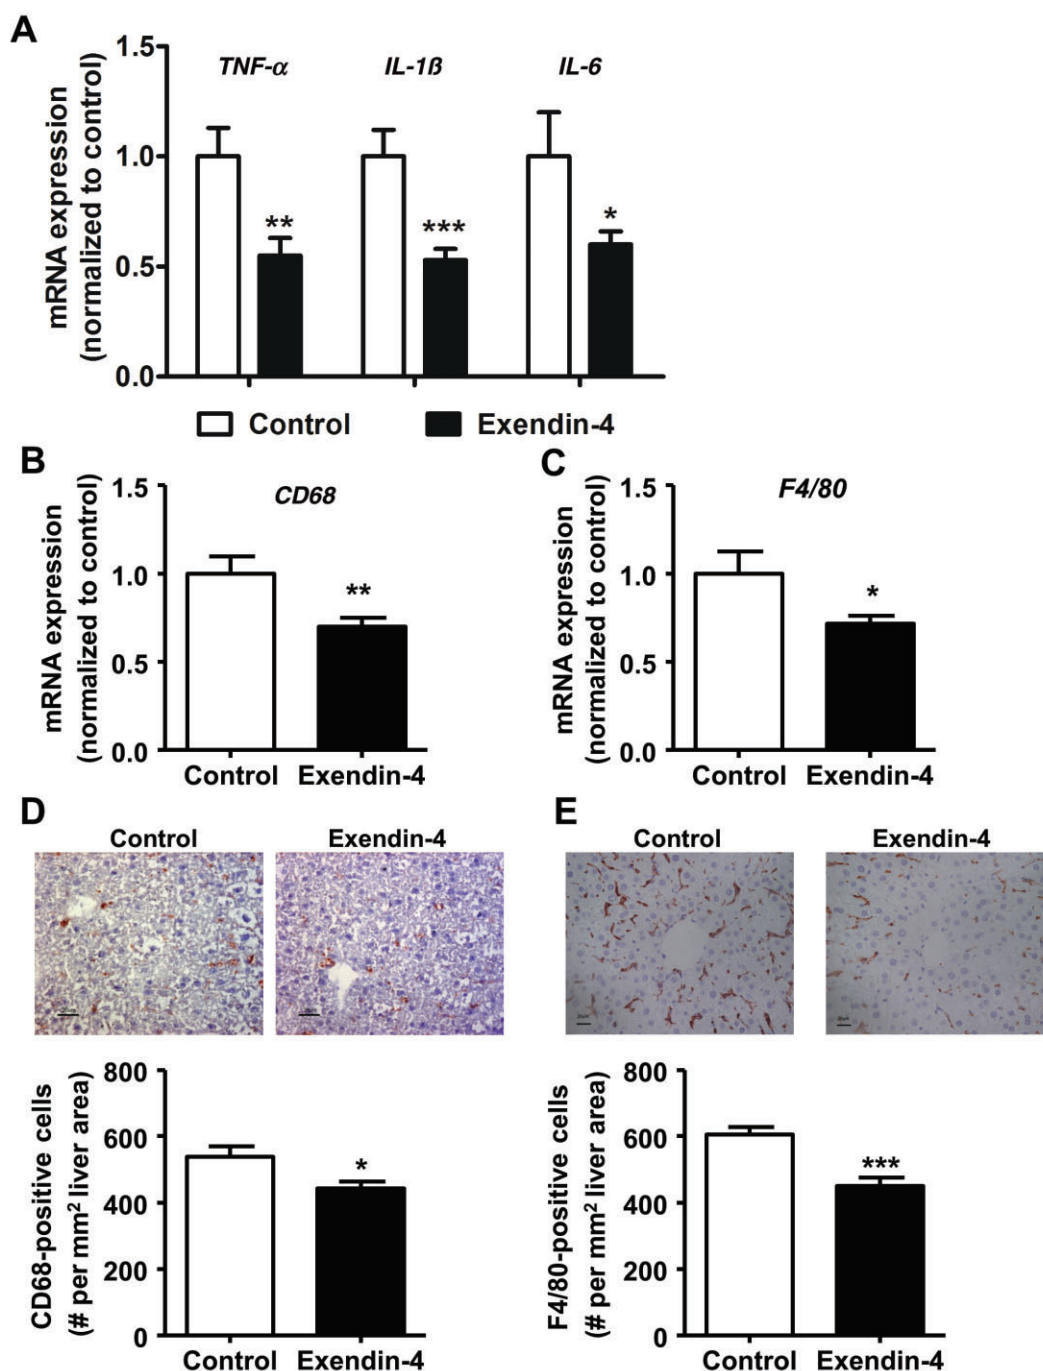 A
mRNA expression
(normalized to control)
1.5
1.0
0.5
0.0
TNF-α
IL-1ß
IL-6
**
***
*
Control
Exendin-4
B
mRNA expression
(normalized to control)
1.5
1.0
0.5
0.0
CD68
**
Control Exendin-4
C
mRNA expression
(normalized to control)
1.5
1.0
0.5
0.0
F4/80
*
Control Exendin-4
D
Control
Exendin-4
CD68-positive cells
(# per mm² liver area)
800
600
400
200
0
*
Control Exendin-4
E
Control
Exendin-4
F4/80-positive cells
(# per mm² liver area)
800
600
400
200
0
***
Control Exendin-4